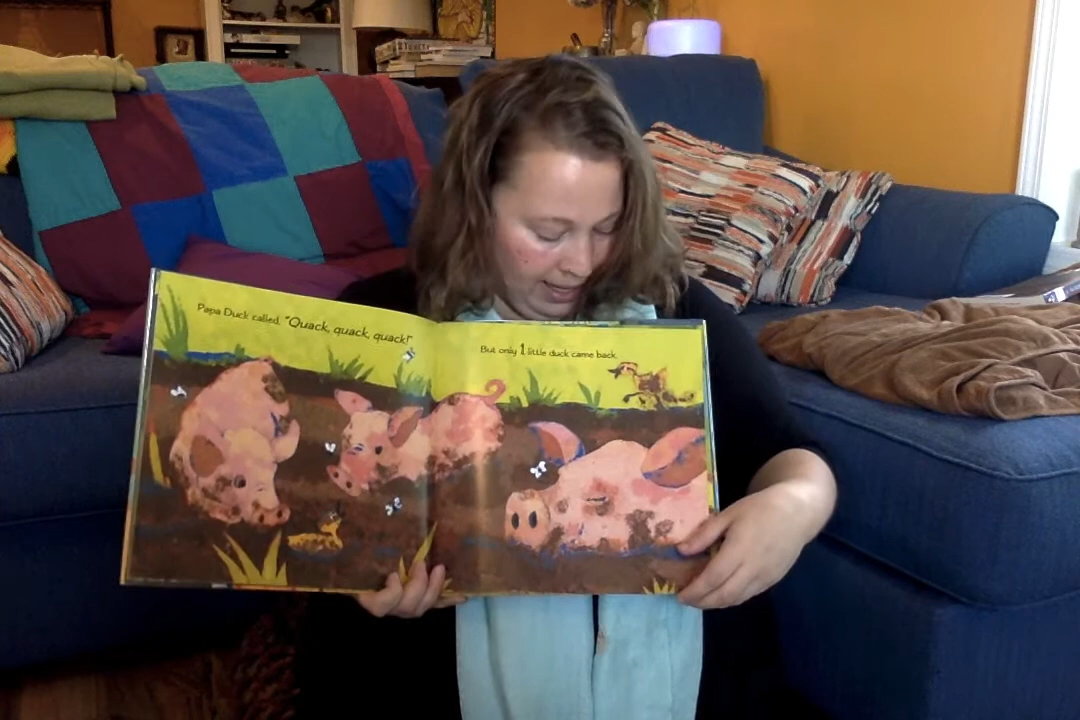 Papa Duck called, "Quack, quack, quack!"
But only 1 little duck came back.